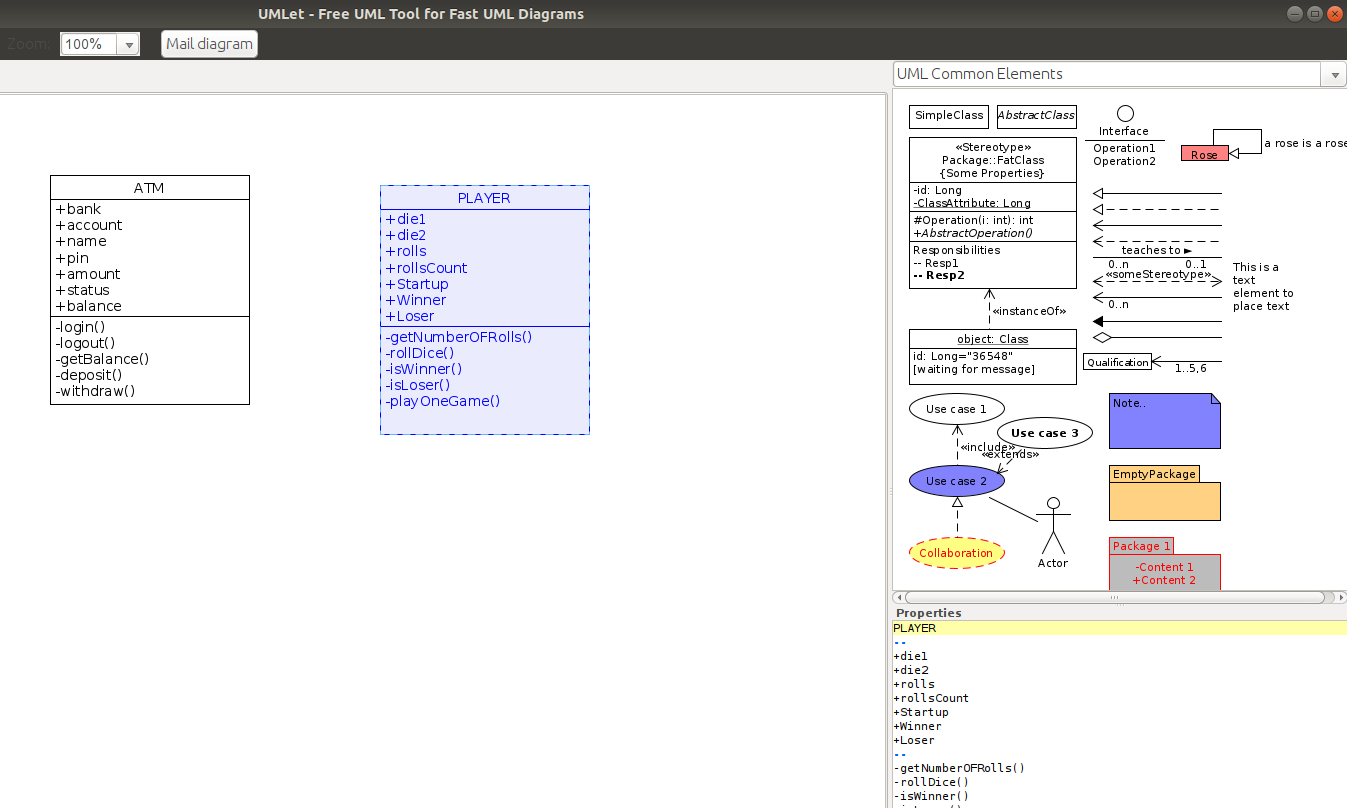 UMLet - Free UML Tool for Fast UML Diagrams
Zoom:
100%
Mail diagram
ATM
+bank
+account
+name
+pin
+amount
+status
+balance
-login()
-logout()
-getBalance()
-deposit()
-withdraw()
PLAYER
+die1
+die2
+rolls
+rollsCount
+Startup
+Winner
+Loser
-getNumberOFRolls()
-rollDice()
-isWinner()
-isLoser()
-playOneGame()
UML Common Elements
SimpleClass
AbstractClass
«Stereotype»
Package::FatClass
{Some Properties}
-id: Long
-ClassAttribute: Long
#Operation(i: int): int
+AbstractOperation()
Responsibilities
-- Resp1
-- Resp2
«instanceOf»
object: Class
id: Long="36548"
[waiting for message]
Interface
Operation1
Operation2
Rose
a rose is a rose
teaches to ►
0..n
0..1
«someStereotype»
0..n
This is a
text
element to
place text
Qualification
1..5,6
Use case 1
Use case 3
«include»
«extends»
Use case 2
Collaboration
Actor
Note..
EmptyPackage
Package 1
-Content 1
+Content 2
Properties
PLAYER
--
+die1
+die2
+rolls
+rollsCount
+Startup
+Winner
+Loser
--
-getNumberOFRolls()
-rollDice()
-isWinner()